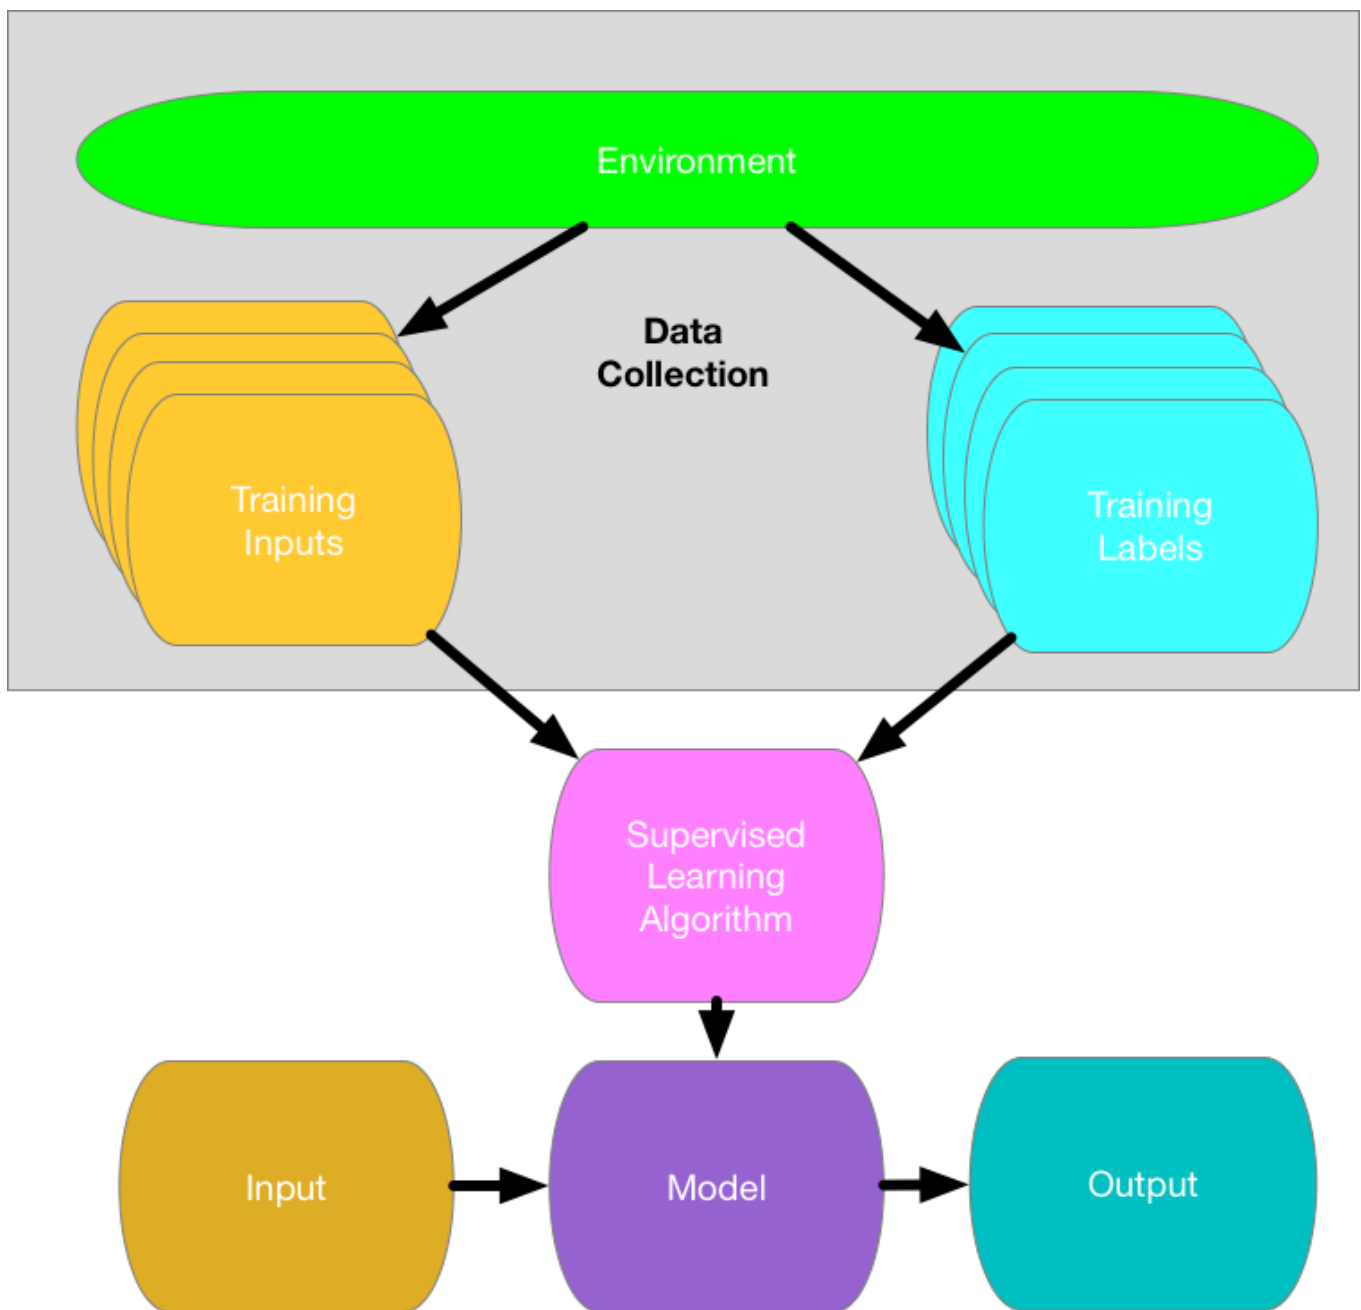 Environment
Data
Collection
Training
Inputs
Training
Labels
Supervised
Learning
Algorithm
Input
Model
Output